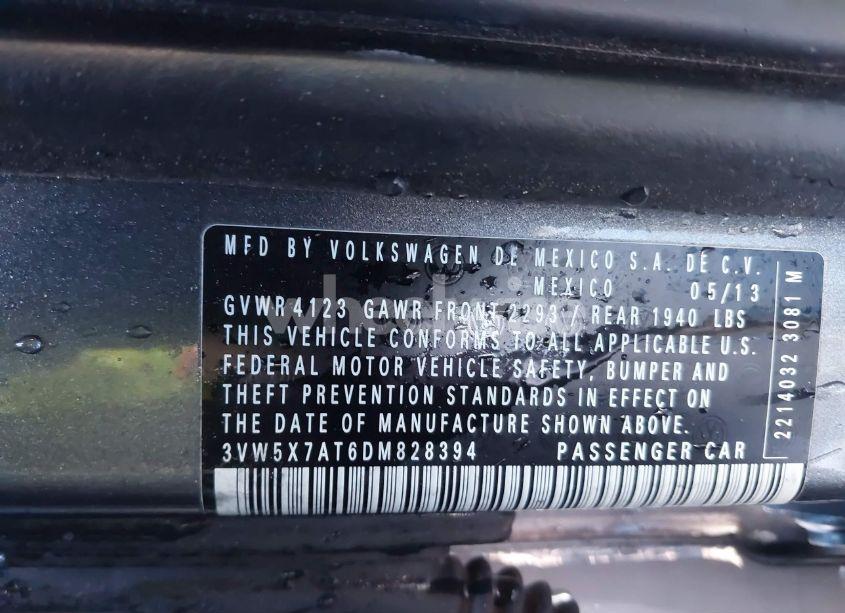 MFD BY VOLKSWAGEN DE MEXICO S.A. DE C.V.
MEXICO 05/13
GVWR 4123 GAWR FRONT 2293 / REAR 1940 LBS
THIS VEHICLE CONFORMS TO ALL APPLICABLE U.S.
FEDERAL MOTOR VEHICLE SAFETY, BUMPER AND
THEFT PREVENTION STANDARDS IN EFFECT ON
THE DATE OF MANUFACTURE SHOWN ABOVE.
3VW5X7AT6DM828394 PASSENGER CAR
2214032 3081 M